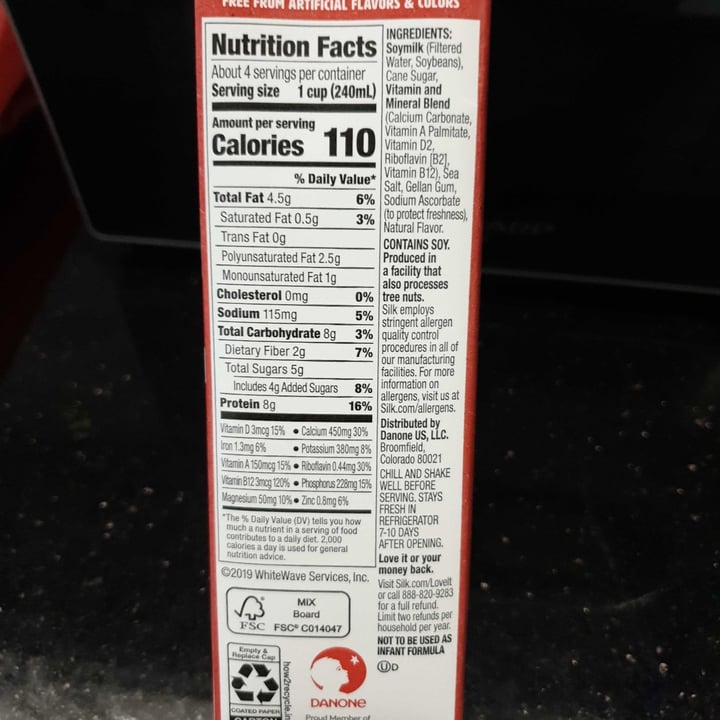 FREE FROM ARTIFICIAL FLAVORS & COLORS
Nutrition Facts
About 4 servings per container
Serving size 1 cup (240mL)
Amount per serving
Calories 110
% Daily Value*
Total Fat 4.5g 6%
Saturated Fat 0.5g 3%
Trans Fat 0g
Polyunsaturated Fat 2.5g
Monounsaturated Fat 1g
Cholesterol 0mg 0%
Sodium 115mg 5%
Total Carbohydrate 8g 3%
Dietary Fiber 2g 7%
Total Sugars 5g
Includes 4g Added Sugars 8%
Protein 8g 16%
Vitamin D 3mcg 15% • Calcium 450mg 30%
Iron 1.3mg 6% • Potassium 380mg 8%
Vitamin A 150mcg 15% • Riboflavin 0.44mg 30%
Vitamin B12 3mcg 120% • Phosphorus 228mg 15%
Magnesium 50mg 10% • Zinc 0.8mg 6%
*The % Daily Value (DV) tells you how
much a nutrient in a serving of food
contributes to a daily diet. 2,000
calories a day is used for general
nutrition advice.
©2019 WhiteWave Services, Inc.
FSC
MIX
Board
FSC® C014047
Empty &
Replace Cap
COATED PAPER
CARTON
how2recycle.in
DANONE
Proud Member of
INGREDIENTS:
Soymilk (Filtered
Water, Soybeans),
Cane Sugar,
Vitamin and
Mineral Blend
(Calcium Carbonate,
Vitamin A Palmitate,
Vitamin D2,
Riboflavin [B2],
Vitamin B12), Sea
Salt, Gellan Gum,
Sodium Ascorbate
(to protect freshness),
Natural Flavor.
CONTAINS SOY.
Produced in
a facility that
also processes
tree nuts.
Silk employs
stringent allergen
quality control
procedures in all of
our manufacturing
facilities. For more
information on
allergens, visit us at
Silk.com/allergens.
Distributed by
Danone US, LLC.
Broomfield,
Colorado 80021
CHILL AND SHAKE
WELL BEFORE
SERVING. STAYS
FRESH IN
REFRIGERATOR
7-10 DAYS
AFTER OPENING.
Love it or your
money back.
Visit Silk.com/LoveIt
or call 888-820-9283
for a full refund.
Limit two refunds per
household per year.
NOT TO BE USED AS
INFANT FORMULA
UD